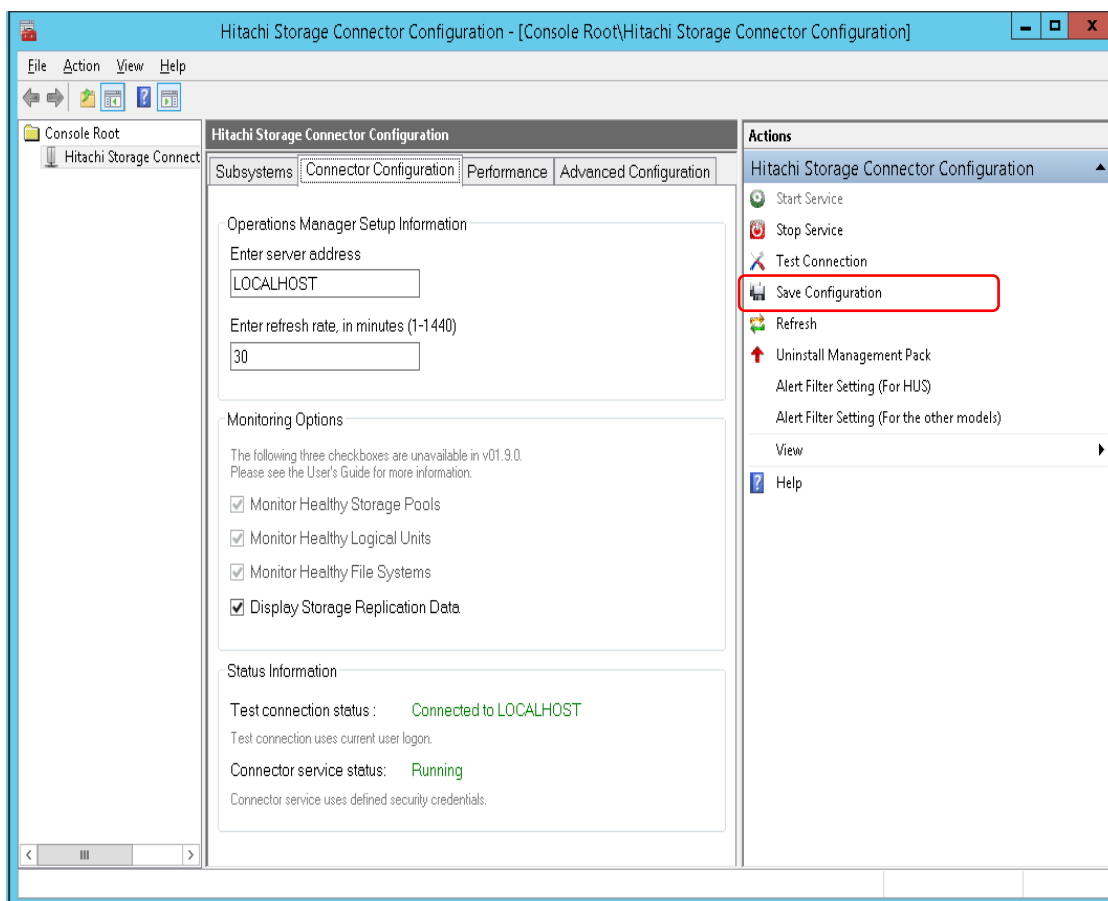 Hitachi Storage Connector Configuration - [Console Root\Hitachi Storage Connector Configuration]
File Action View Help
Console Root
Hitachi Storage Connect
Hitachi Storage Connector Configuration
Subsystems Connector Configuration Performance Advanced Configuration
Operations Manager Setup Information
Enter server address
LOCALHOST
Enter refresh rate, in minutes (1-1440)
30
Monitoring Options
The following three checkboxes are unavailable in v01.9.0.
Please see the User's Guide for more information.
Monitor Healthy Storage Pools
Monitor Healthy Logical Units
Monitor Healthy File Systems
Display Storage Replication Data
Status Information
Test connection status : Connected to LOCALHOST
Test connection uses current user logon.
Connector service status: Running
Connector service uses defined security credentials.
Actions
Hitachi Storage Connector Configuration
Start Service
Stop Service
Test Connection
Save Configuration
Refresh
Uninstall Management Pack
Alert Filter Setting (For HUS)
Alert Filter Setting (For the other models)
View
Help